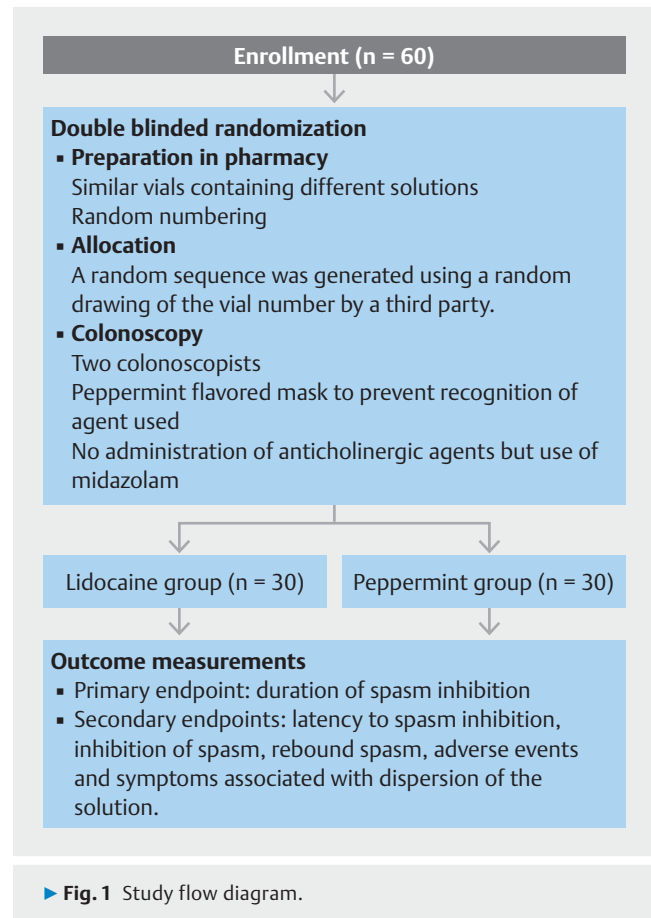 Enrollment (n = 60)
Double blinded randomization
▪ Preparation in pharmacy
Similar vials containing different solutions
Random numbering
▪ Allocation
A random sequence was generated using a random
drawing of the vial number by a third party.
▪ Colonoscopy
Two colonoscopists
Peppermint flavored mask to prevent recognition of
agent used
No administration of anticholinergic agents but use of
midazolam
Lidocaine group (n = 30)
Peppermint group (n = 30)
Outcome measurements
▪ Primary endpoint: duration of spasm inhibition
▪ Secondary endpoints: latency to spasm inhibition,
inhibition of spasm, rebound spasm, adverse events
and symptoms associated with dispersion of the
solution.
▶ Fig. 1 Study flow diagram.